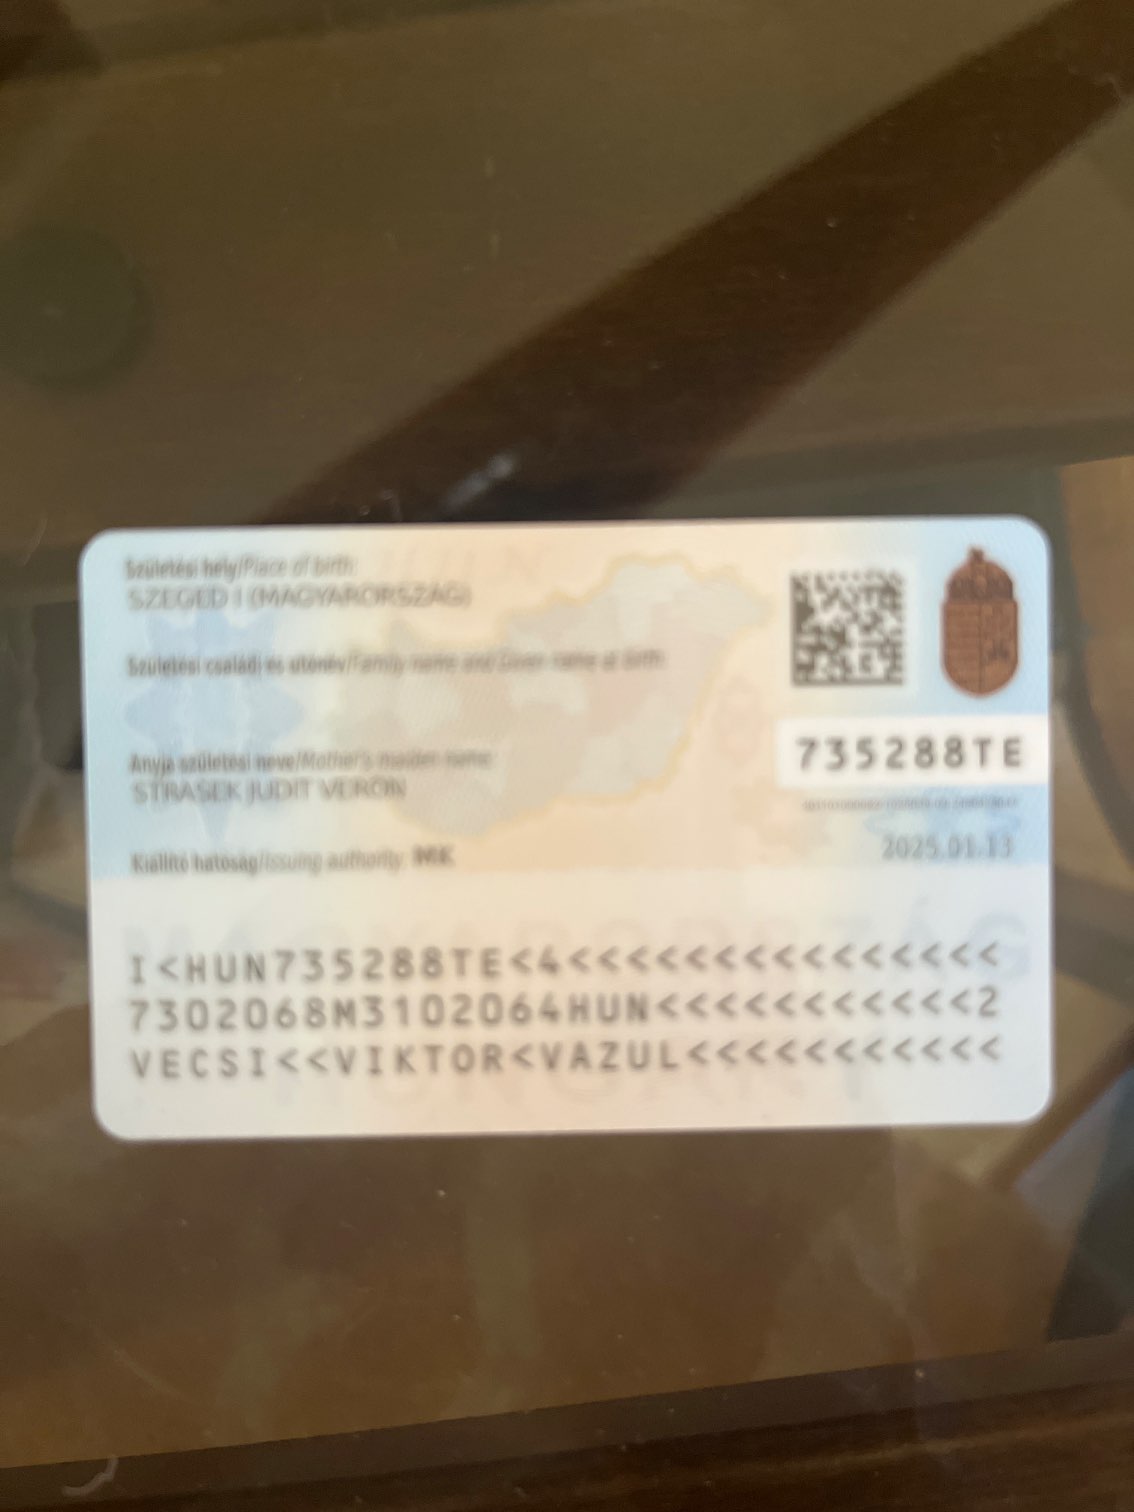 Születési hely/Place of birth:
SZEGED I (MAGYARORSZÁG)
Születési családi és utónév/Family name and Given name at birth:
Anyja születési neve/Mother's maiden name:
STRASEK JUDIT VERON
Kiállító hatóság/Issuing authority: MK
735288TE
2025.01.13
I<HUN735288TE<4<<<<<<<<<<<<<<<
7302068M3102064HUN<<<<<<<<<<<2
VECSI<<VIKTOR<VAZUL<<<<<<<<<<<